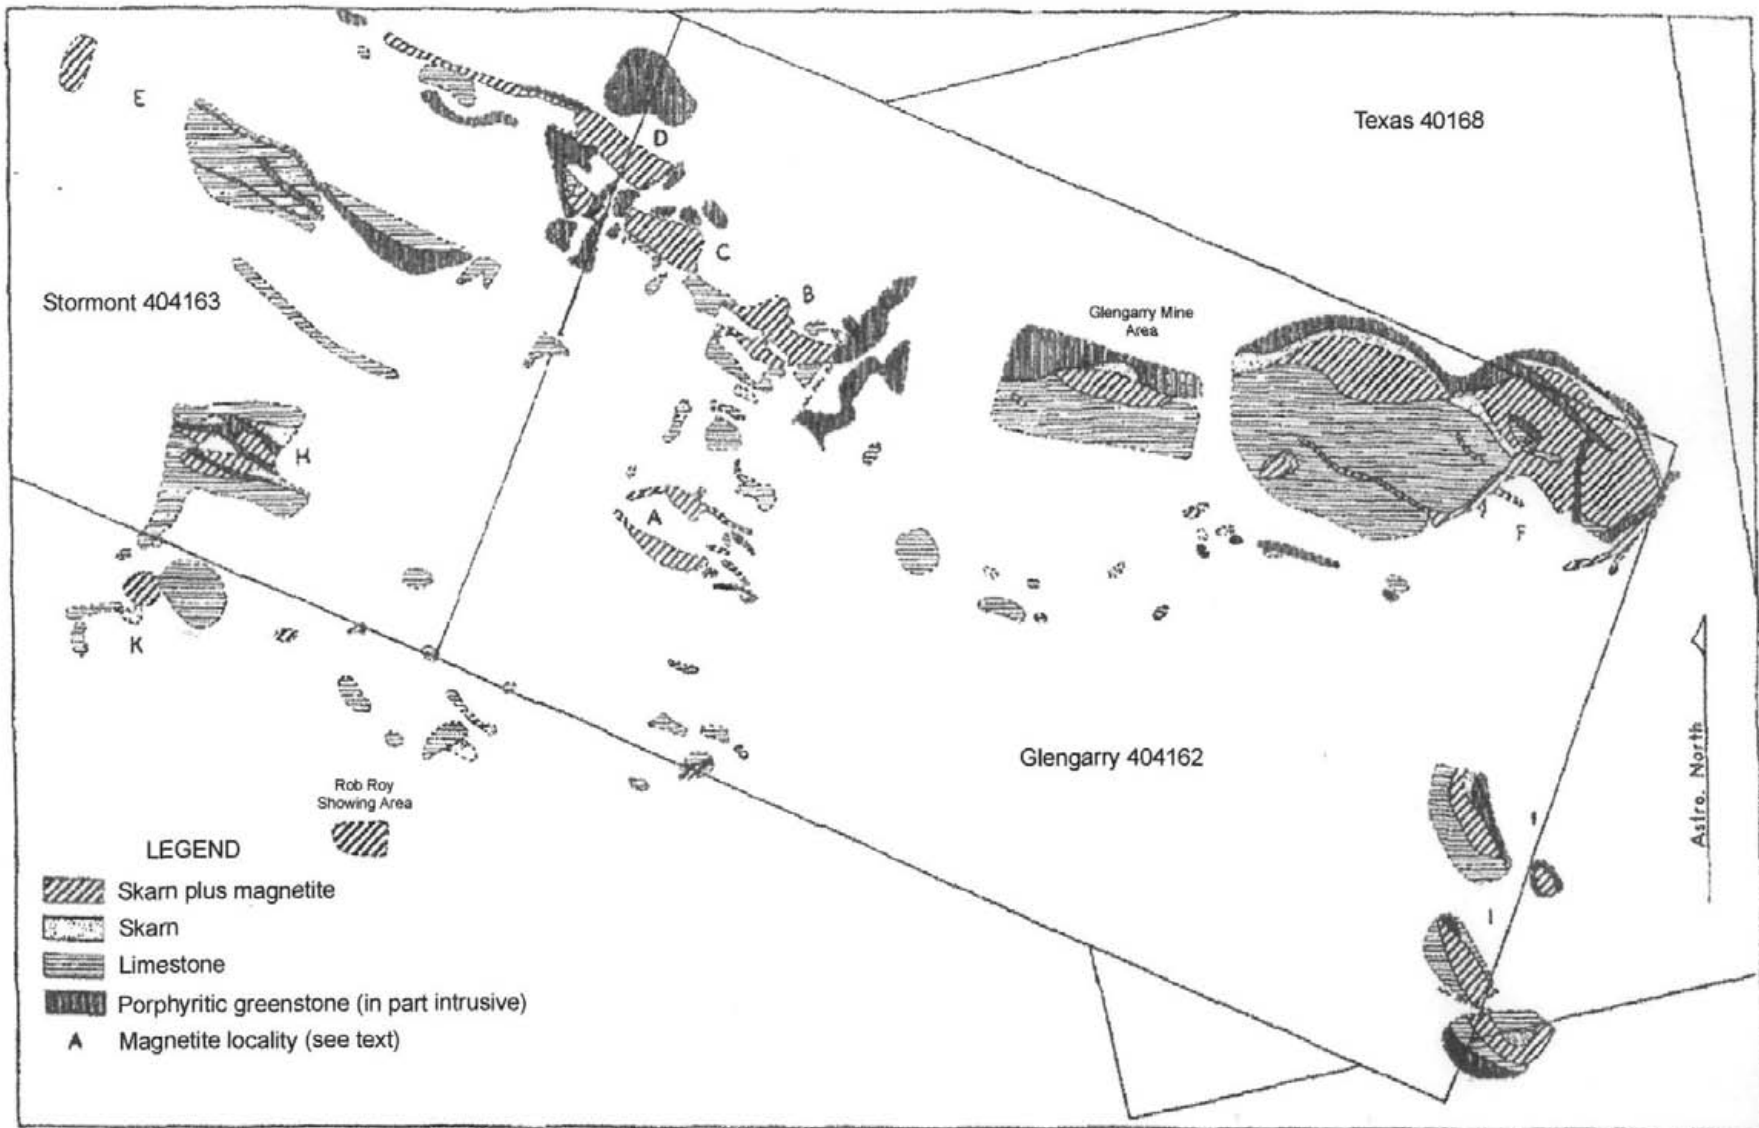 E
D
Texas 40168
C
Stormont 404163
B
Glengarry Mine
Area
H
A
F
K
Astro. North
Glengarry 404162
Rob Roy
Showing Area
I
I
LEGEND
Skarn plus magnetite
Skarn
Limestone
Porphyritic greenstone (in part intrusive)
A Magnetite locality (see text)